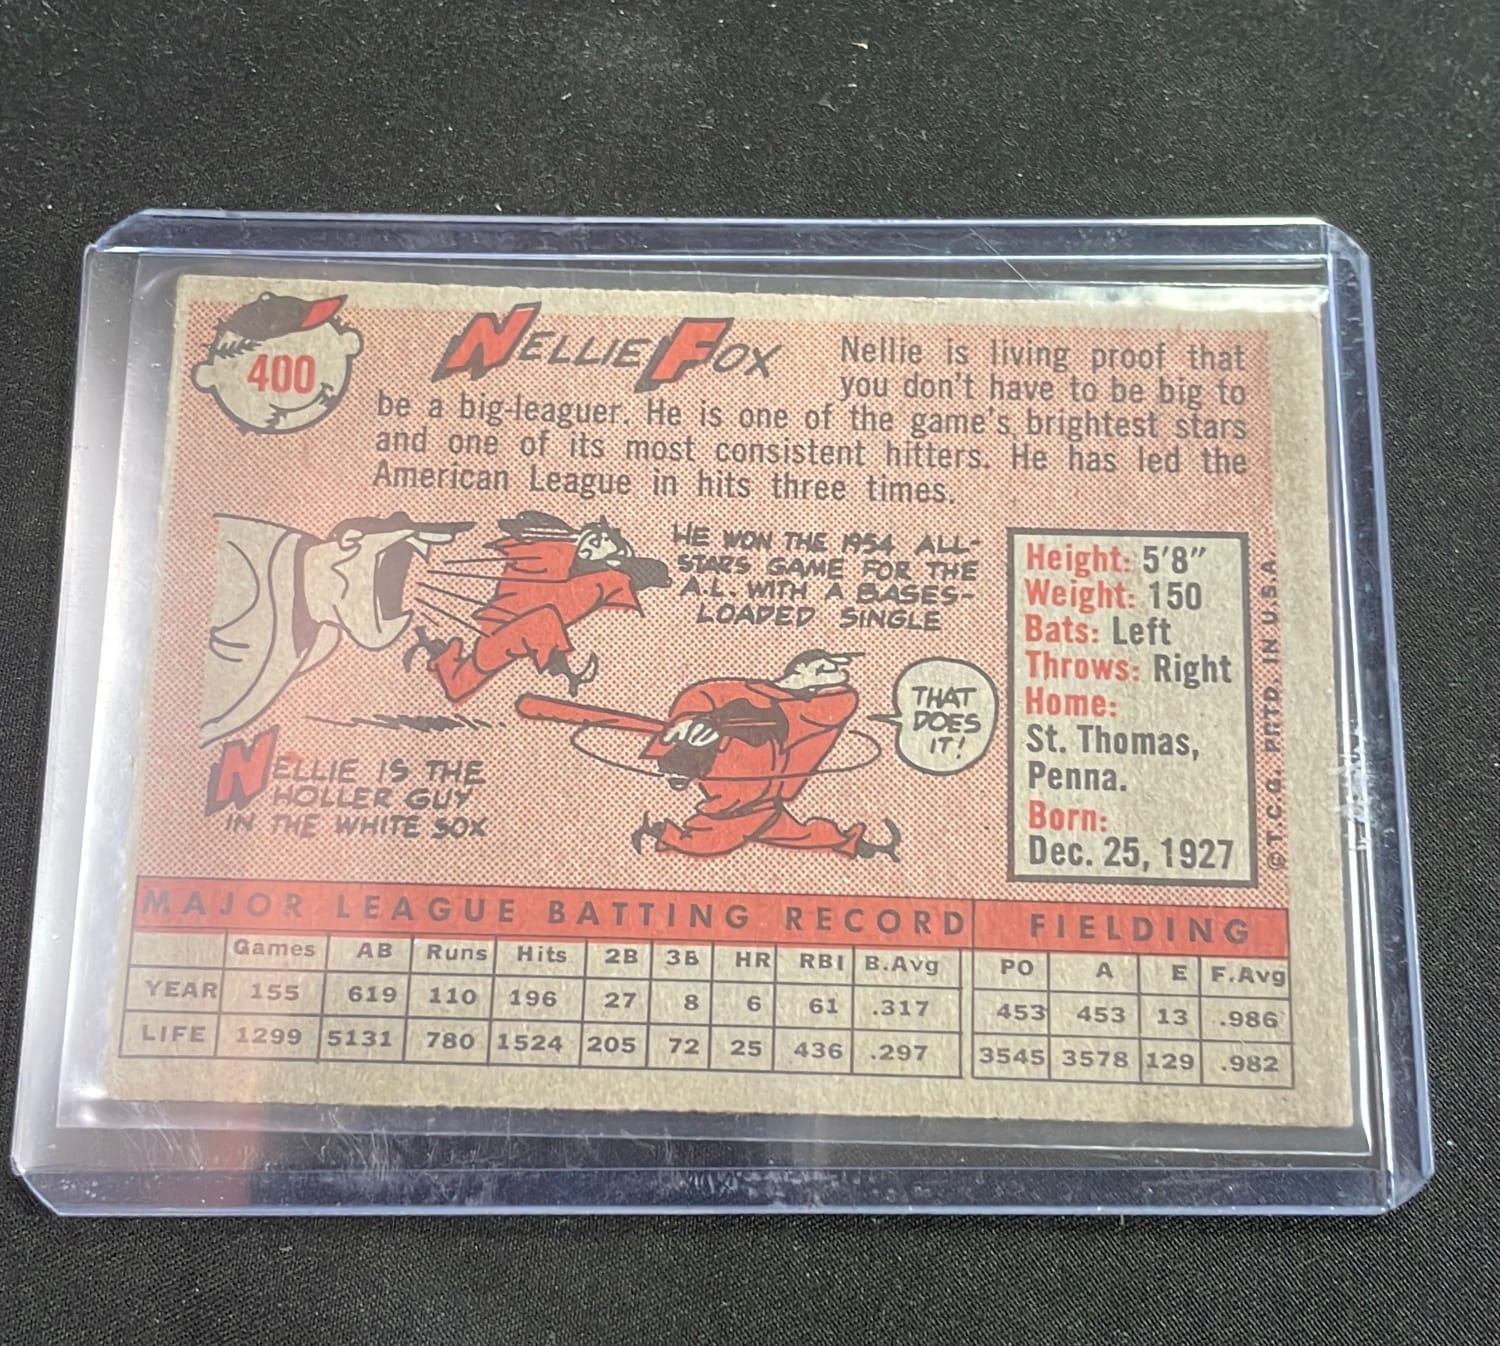 400
NELLIE FOX
Nellie is living proof that
you don't have to be big to
be a big-leaguer. He is one of the game's brightest stars
and one of its most consistent hitters. He has led the
American League in hits three times.
HE WON THE 1954 ALL-
STARS GAME FOR THE
A.L. WITH A BASES-
LOADED SINGLE
THAT
DOES
IT!
NELLIE IS THE
HOLLER GUY
IN THE WHITE SOX
Height: 5'8"
Weight: 150
Bats: Left
Throws: Right
Home:
St. Thomas,
Penna.
Born:
Dec. 25, 1927
©T.C.G. PRTD. IN U.S.A.
MAJOR LEAGUE BATTING RECORD FIELDING
Games AB Runs Hits 2B 3B HR RBI B.Avg PO A E F.Avg
YEAR 155 619 110 196 27 8 6 61 .317 453 453 13 .986
LIFE 1299 5131 780 1524 205 72 25 436 .297 3545 3578 129 .982